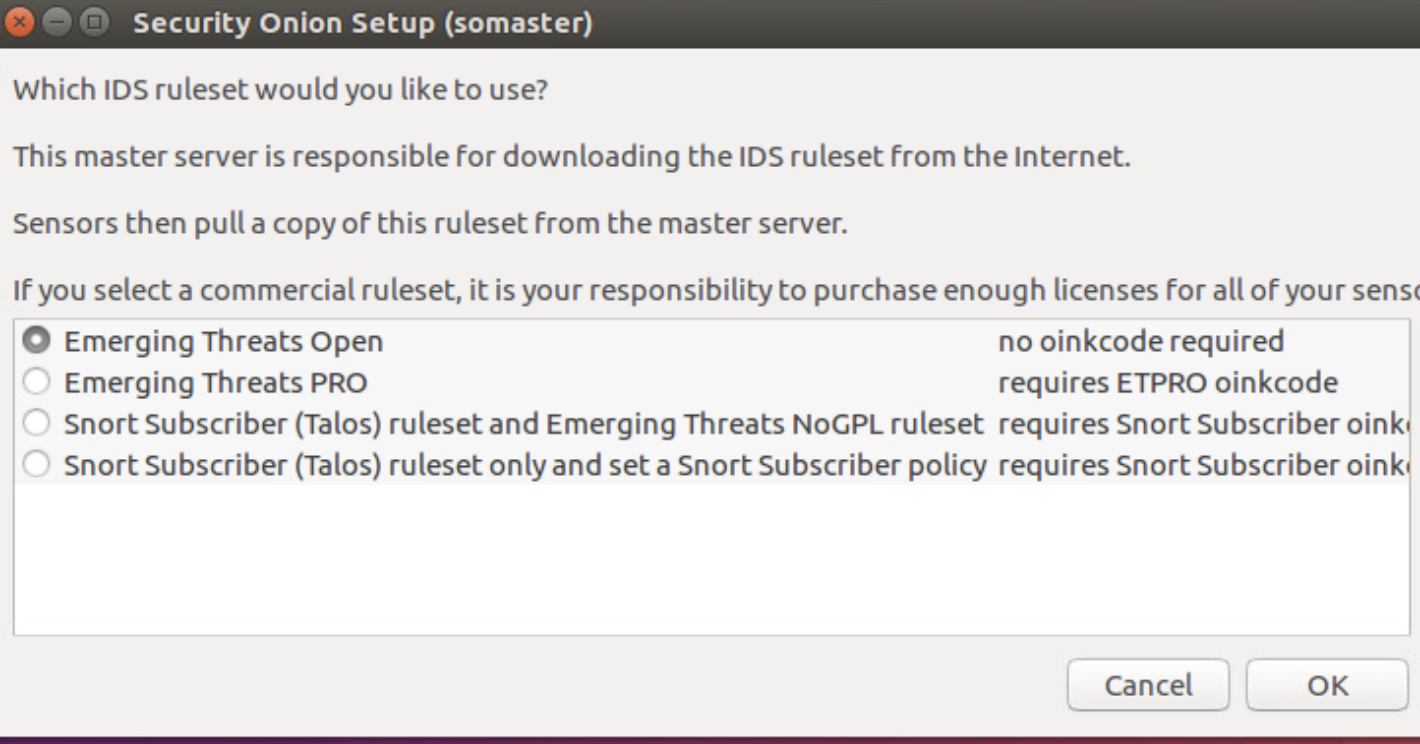 Security Onion Setup (somaster)
Which IDS ruleset would you like to use?
This master server is responsible for downloading the IDS ruleset from the Internet.
Sensors then pull a copy of this ruleset from the master server.
If you select a commercial ruleset, it is your responsibility to purchase enough licenses for all of your
Emerging Threats Open no oinkcode required
Emerging Threats PRO requires ETPRO oinkcode
Snort Subscriber (Talos) ruleset and Emerging Threats NoGPL ruleset requires Snort Subscriber
Snort Subscriber (Talos) ruleset only and set a Snort Subscriber policy requires Snort Subscriber
Cancel OK